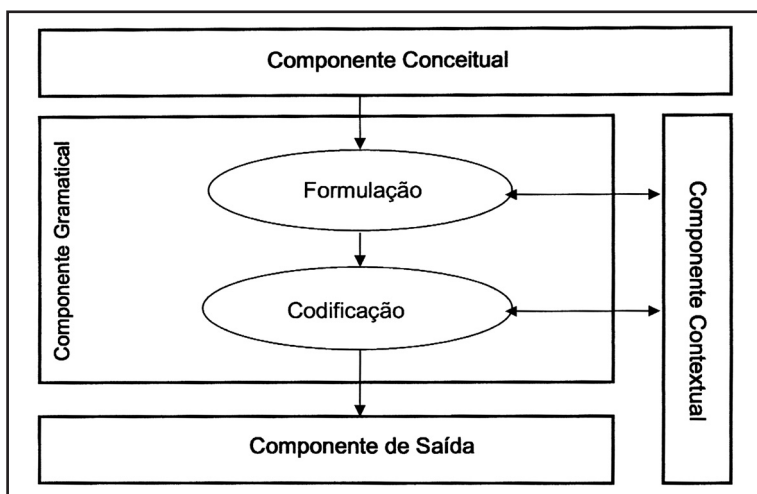 Componente Conceitual
Componente Gramatical
Formulação
Codificação
Componente Contextual
Componente de Saída